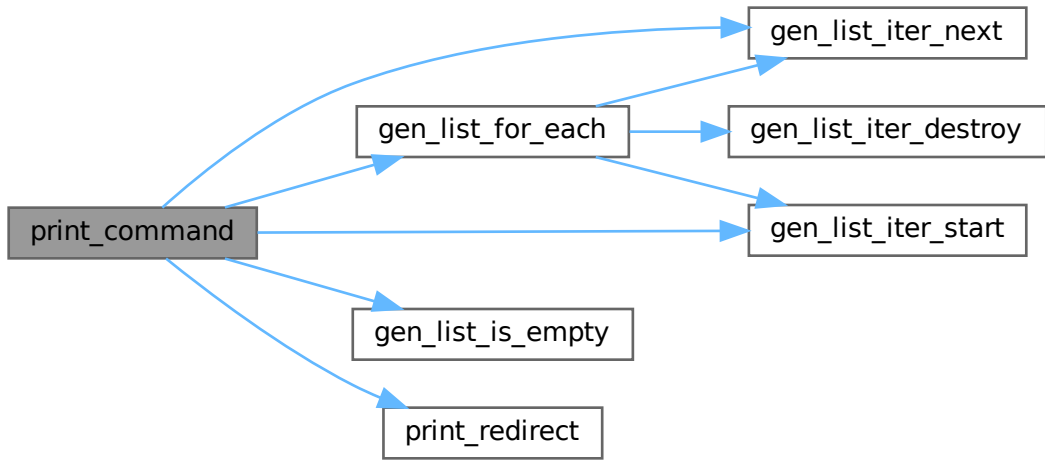 gen_list_iter_next
gen_list_for_each
gen_list_iter_destroy
print_command
gen_list_iter_start
gen_list_is_empty
print_redirect